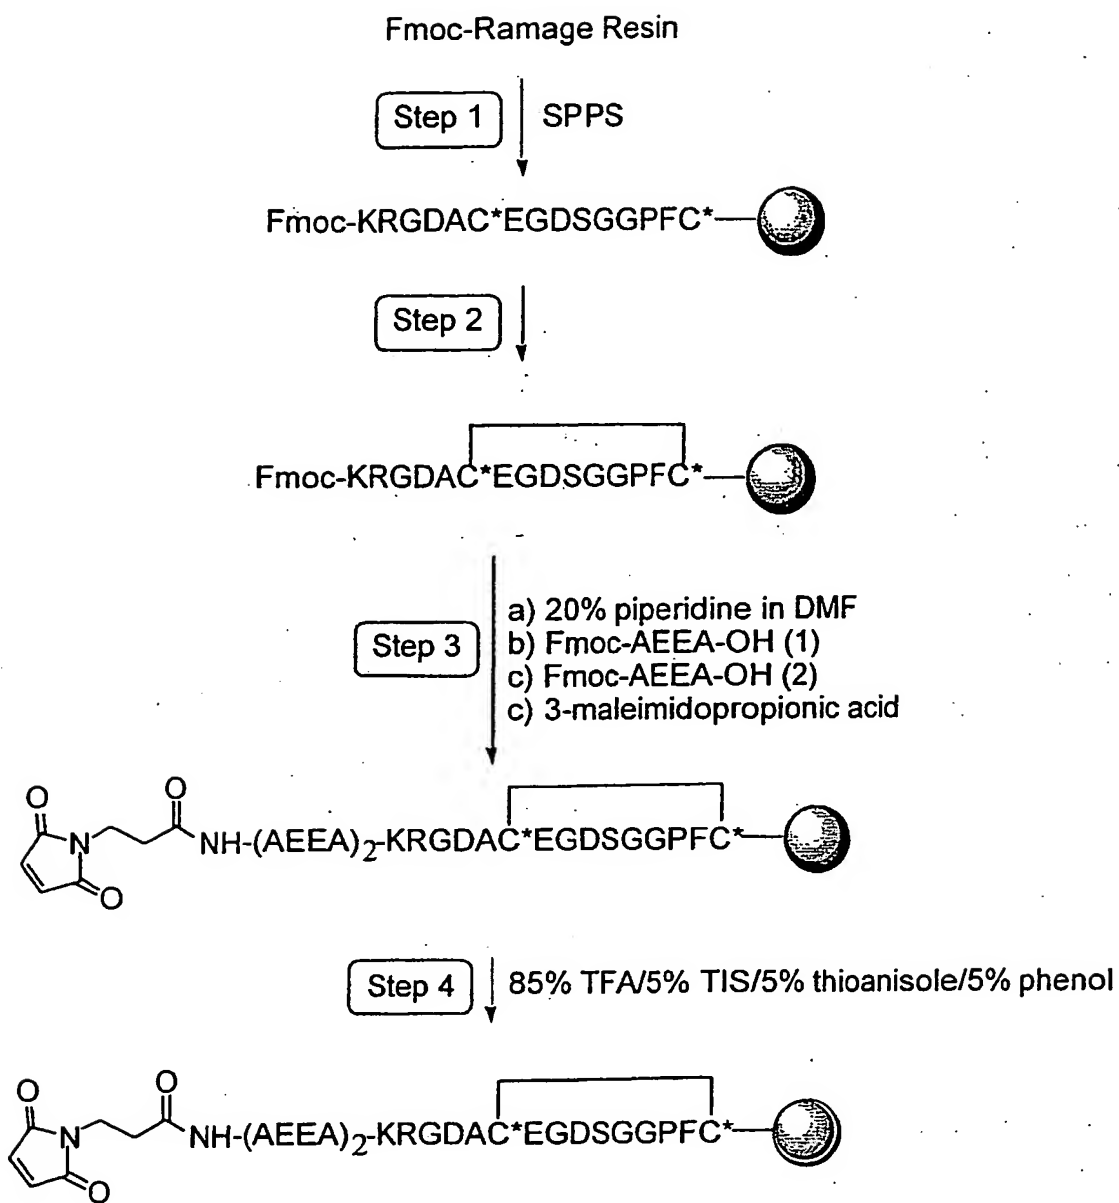 Fmoc-Ramage Resin
Step 1
SPPS
Fmoc-KRGDAC*EGDSGGPFC*
Step 2
Fmoc-KRGDAC*EGDSGGPFC*
Step 3
a) 20% piperidine in DMF
b) Fmoc-AEEA-OH (1)
c) Fmoc-AEEA-OH (2)
c) 3-maleimidopropionic acid
O
O
N
O
NH-(AEEA)2-KRGDAC*EGDSGGPFC*
Step 4
85% TFA/5% TIS/5% thioanisole/5% phenol
O
O
N
O
NH-(AEEA)2-KRGDAC*EGDSGGPFC*